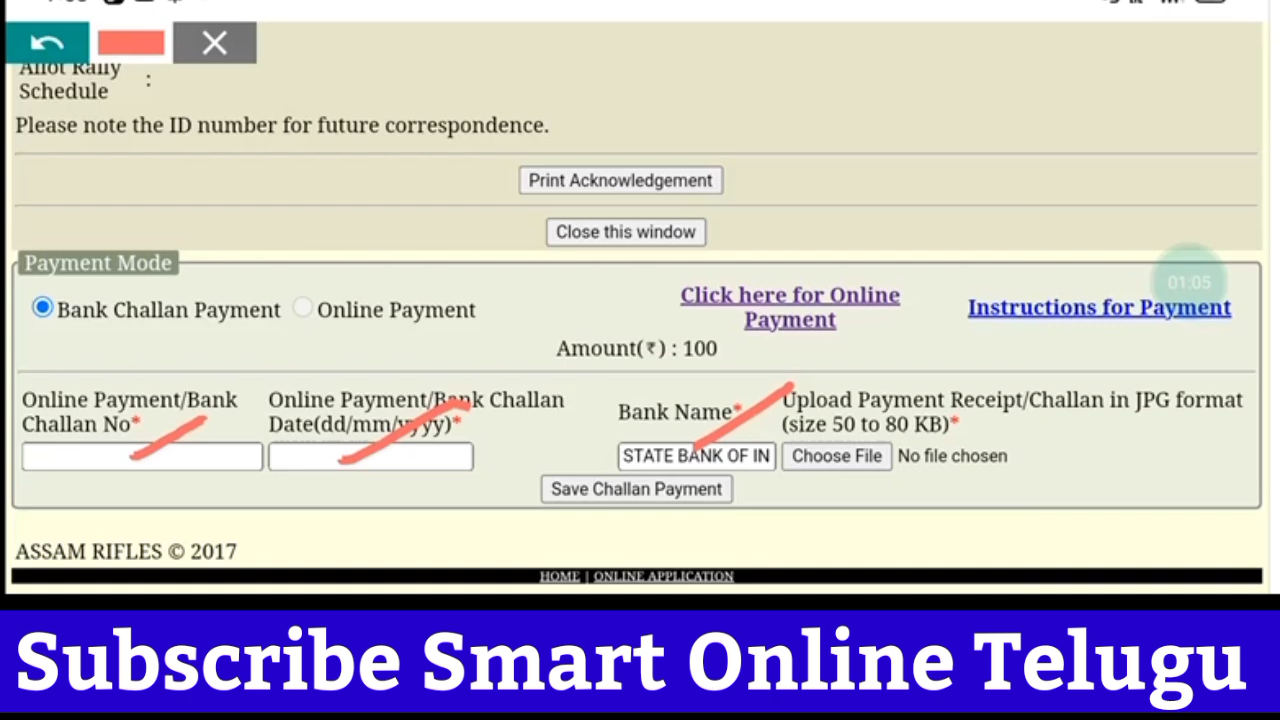 Allot Rally
Schedule :
Please note the ID number for future correspondence.
Print Acknowledgement
Close this window
Payment Mode
01:05
Bank Challan Payment Online Payment
Click here for Online
Payment
Instructions for Payment
Amount(₹) : 100
Online Payment/Bank
Challan No*
Online Payment/Bank Challan
Date(dd/mm/yyyy)*
Bank Name*
Upload Payment Receipt/Challan in JPG format
(size 50 to 80 KB)*
STATE BANK OF IN
Choose File No file chosen
Save Challan Payment
ASSAM RIFLES © 2017
HOME | ONLINE APPLICATION
Subscribe Smart Online Telugu